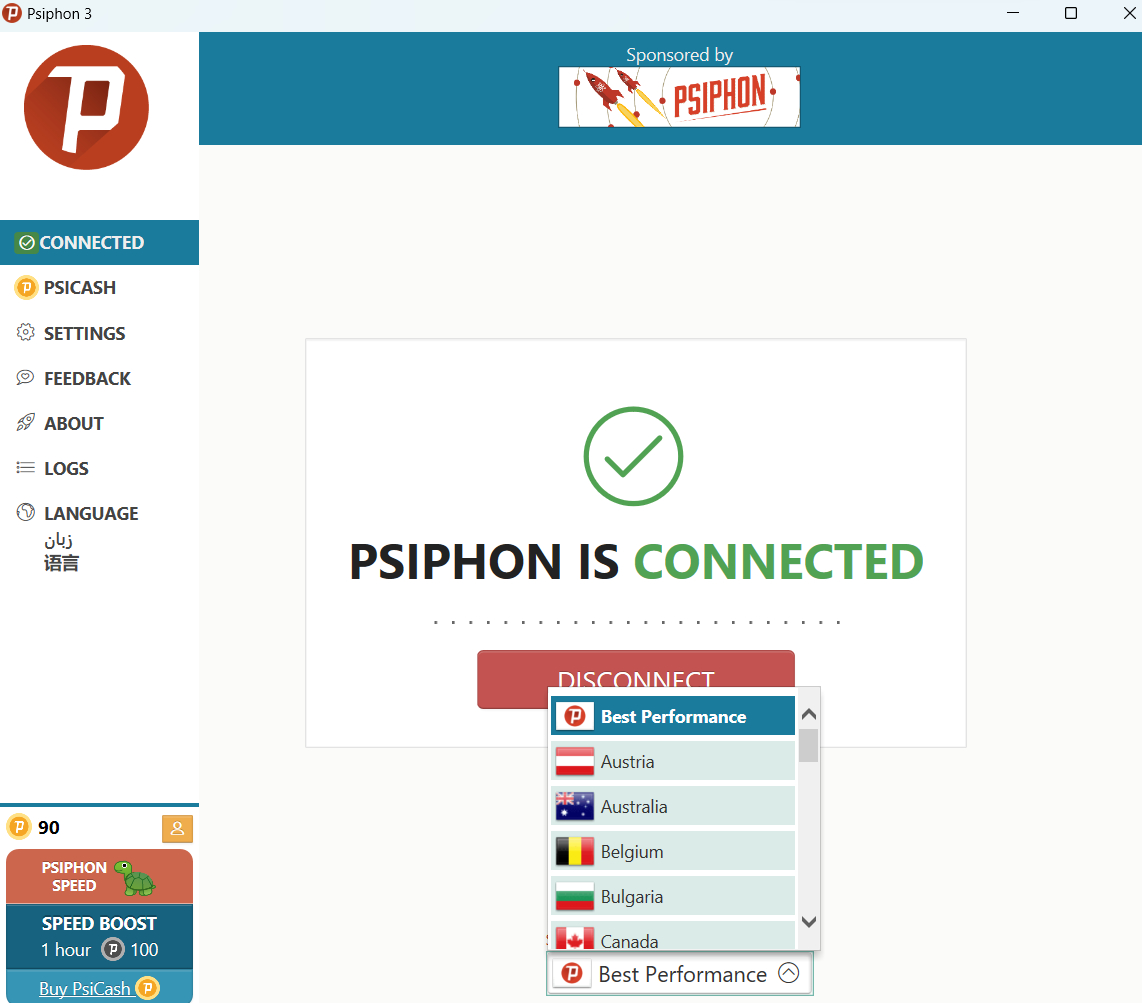 Psiphon 3
Sponsored by
PSIPHON
CONNECTED
PSICASH
SETTINGS
FEEDBACK
ABOUT
LOGS
LANGUAGE
زبان
语言
PSIPHON IS CONNECTED
DISCONNECT
Best Performance
Austria
Australia
Belgium
Bulgaria
Canada
Best Performance
90
PSIPHON
SPEED
SPEED BOOST
1 hour 100
Buy PsiCash